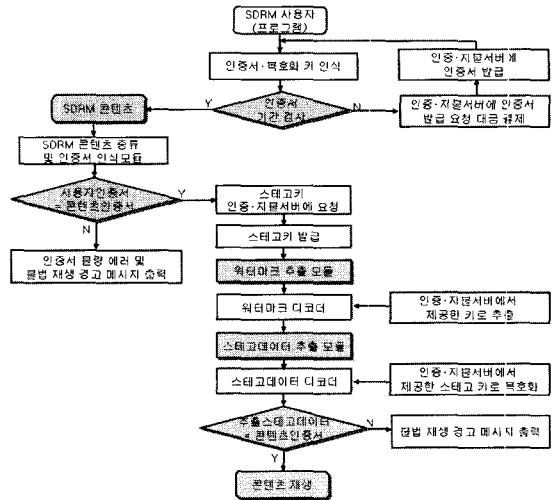 SDRM 사용자
(프로그램)
인증서·복호화 키 인식
인증·지불서버에
인증서 발급
인증서
기간 검사
Y
N
인증·지불서버에 인증서
발급 요청 대금 결제
SDRM 콘텐츠
SDRM 콘텐츠 종류
및 인증서 인식모듈
사용자인증서
= 콘텐츠인증서
Y
N
인증서 불량 에러 및
불법 재생 경고 메시지 출력
스테고키
인증·지불서버에 요청
스테고키 발급
워터마크 추출 모듈
워터마크 디코더
인증·지불서버에서
제공한 키로 추출
스테고데이터 추출 모듈
스테고데이터 디코더
인증·지불서버에서
제공한 스테고 키로 복호화
추출스테고데이터
= 콘텐츠인증서
N
불법 재생 경고 메시지 출력
Y
콘텐츠 재생